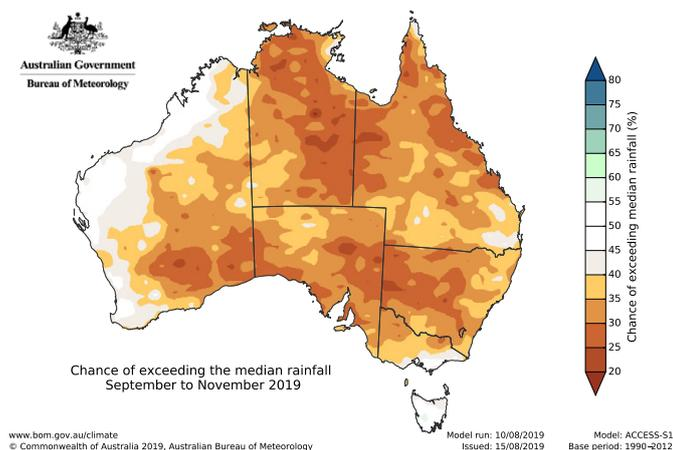 Australian Government
Bureau of Meteorology
80
75
70
65
60
55
50
45
40
35
30
25
20
Chance of exceeding median rainfall (%)
Chance of exceeding the median rainfall
September to November 2019
www.bom.gov.au/climate
© Commonwealth of Australia 2019, Australian Bureau of Meteorology
Model run: 10/08/2019
Issued: 15/08/2019
Model: ACCESS-S1
Base period: 1990−2012